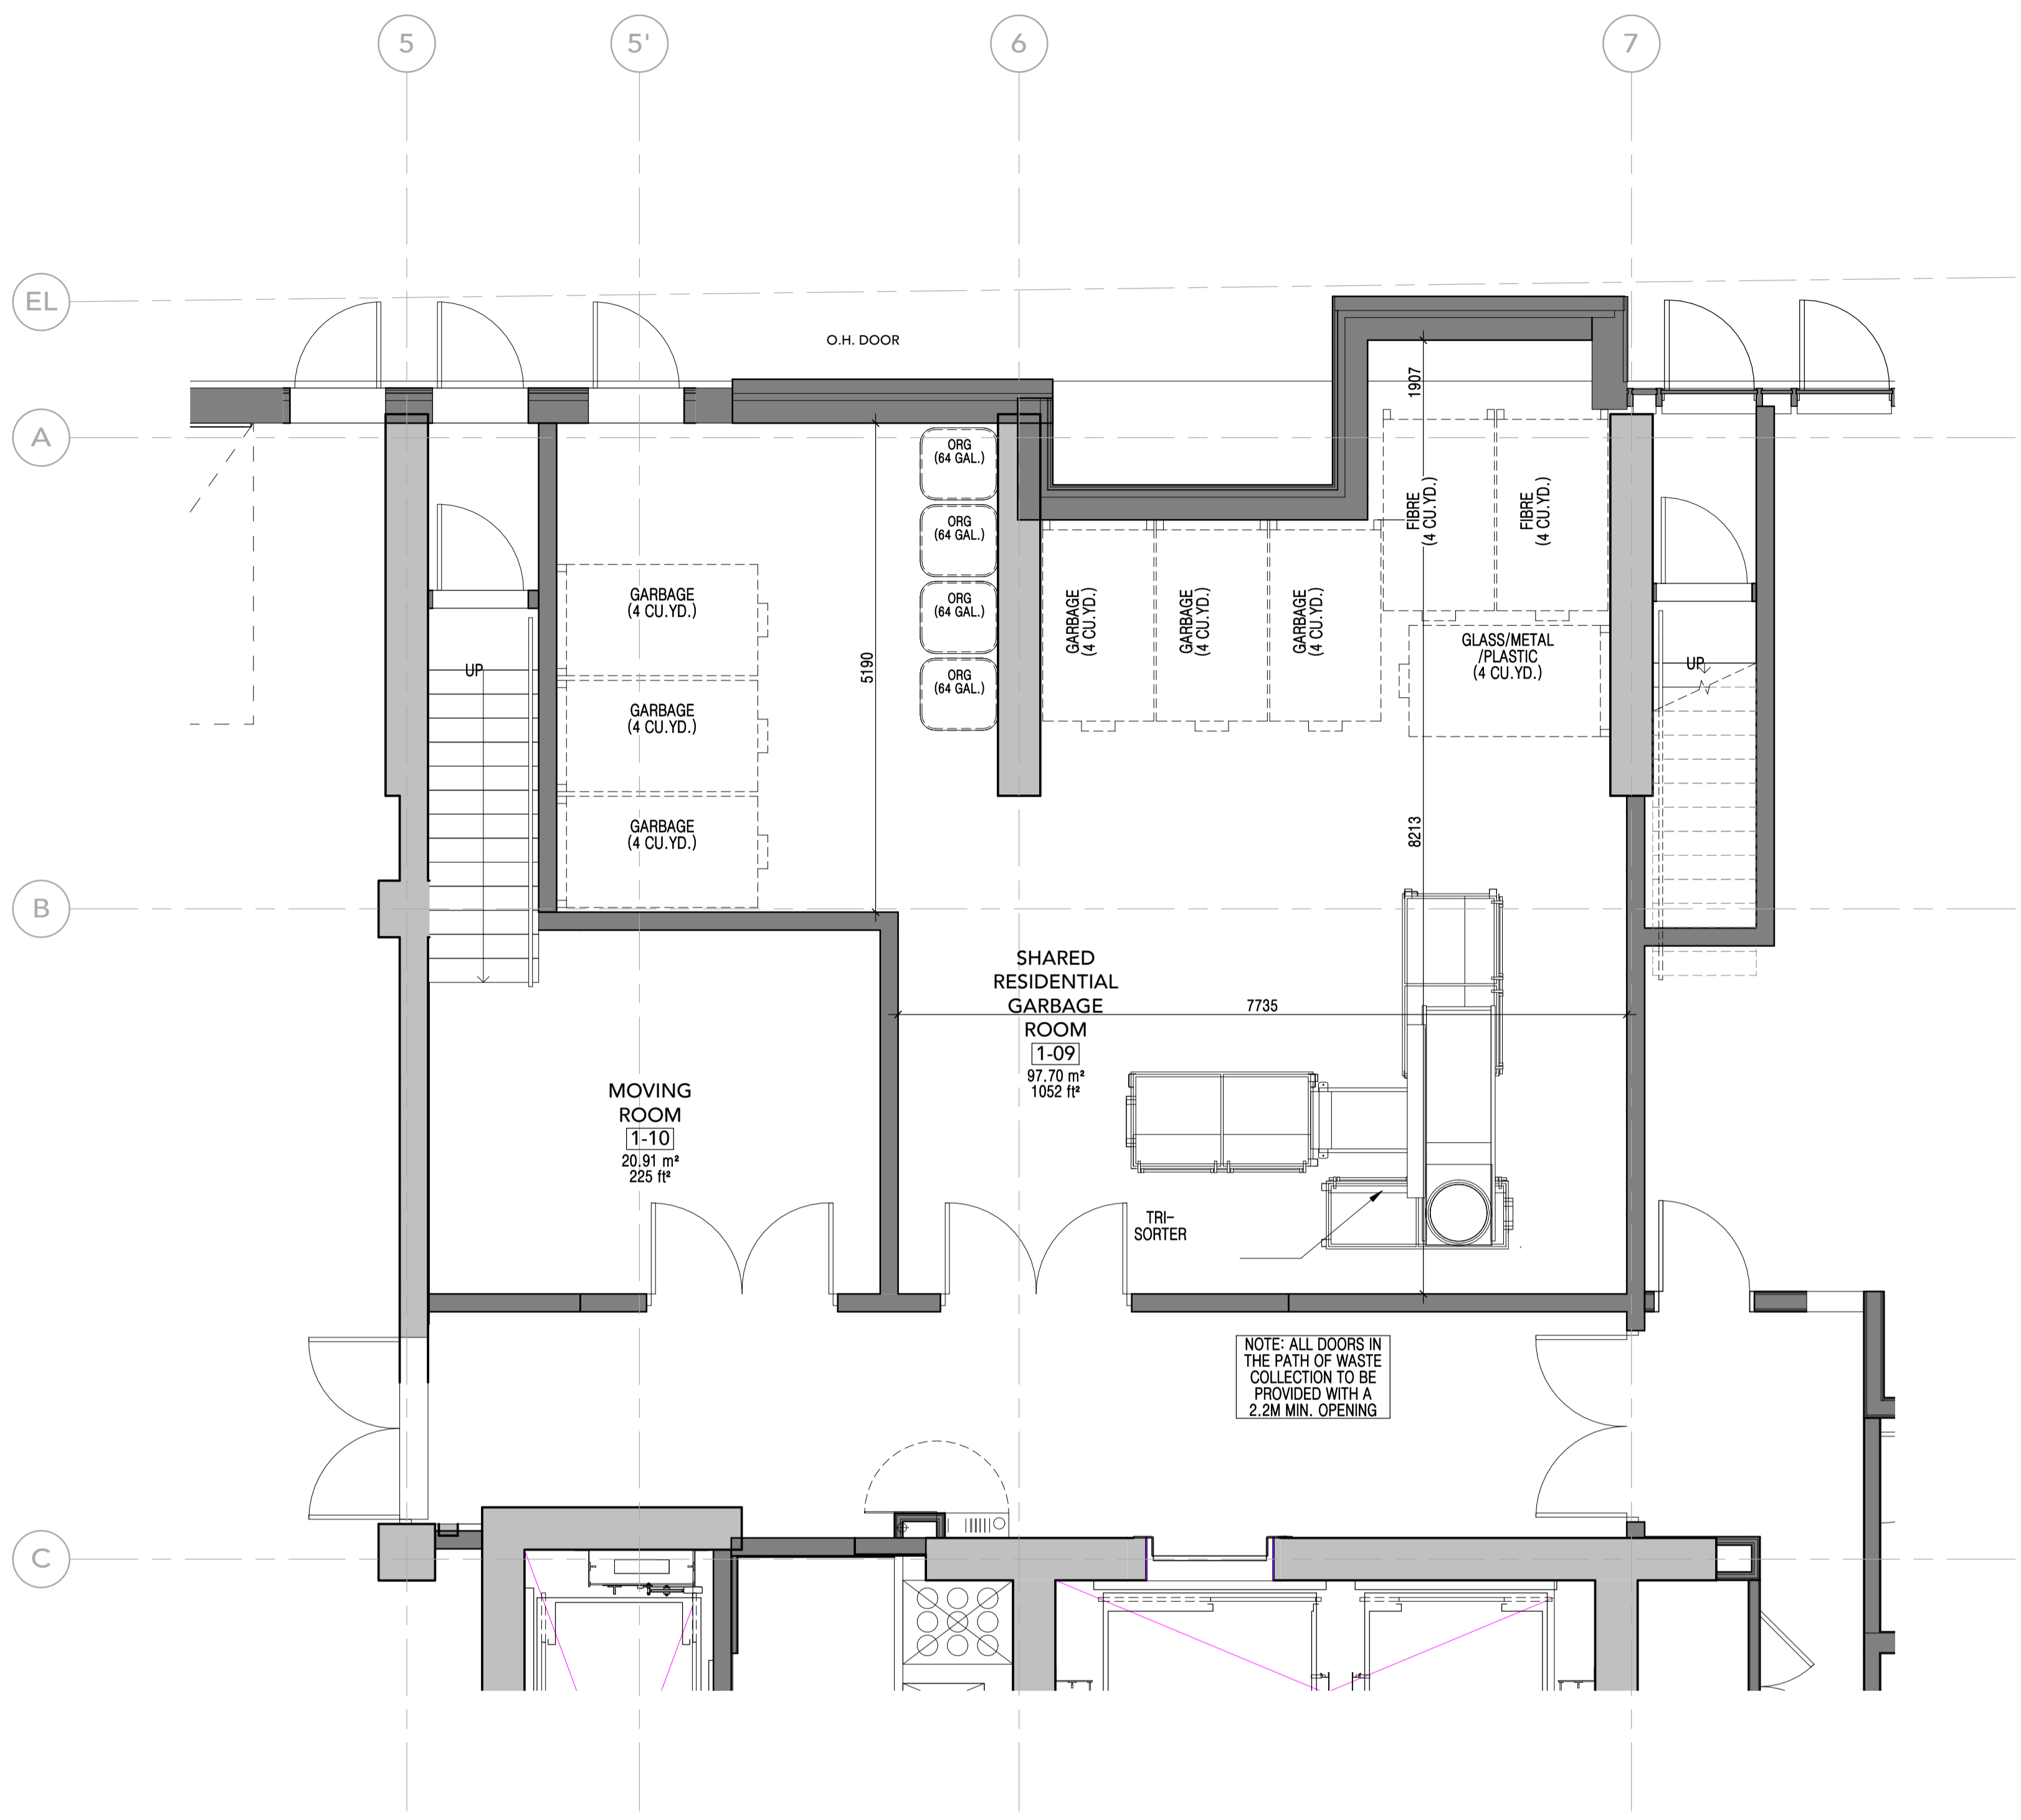 5
5'
6
7
EL
O.H. DOOR
A
1907
ORG
(64 GAL.)
ORG
(64 GAL.)
ORG
(64 GAL.)
ORG
(64 GAL.)
FIBRE
(4 CU.YD.)
FIBRE
(4 CU.YD.)
GARBAGE
(4 CU.YD.)
GARBAGE
(4 CU.YD.)
GARBAGE
(4 CU.YD.)
GARBAGE
(4 CU.YD.)
GARBAGE
(4 CU.YD.)
GARBAGE
(4 CU.YD.)
GLASS/METAL
/PLASTIC
(4 CU.YD.)
UP
UP
5190
8213
B
SHARED
RESIDENTIAL
GARBAGE
ROOM
1-09
97.70 m²
1052 ft²
7735
MOVING
ROOM
1-10
20.91 m²
225 ft²
TRI-
SORTER
NOTE: ALL DOORS IN
THE PATH OF WASTE
COLLECTION TO BE
PROVIDED WITH A
2.2M MIN. OPENING
C